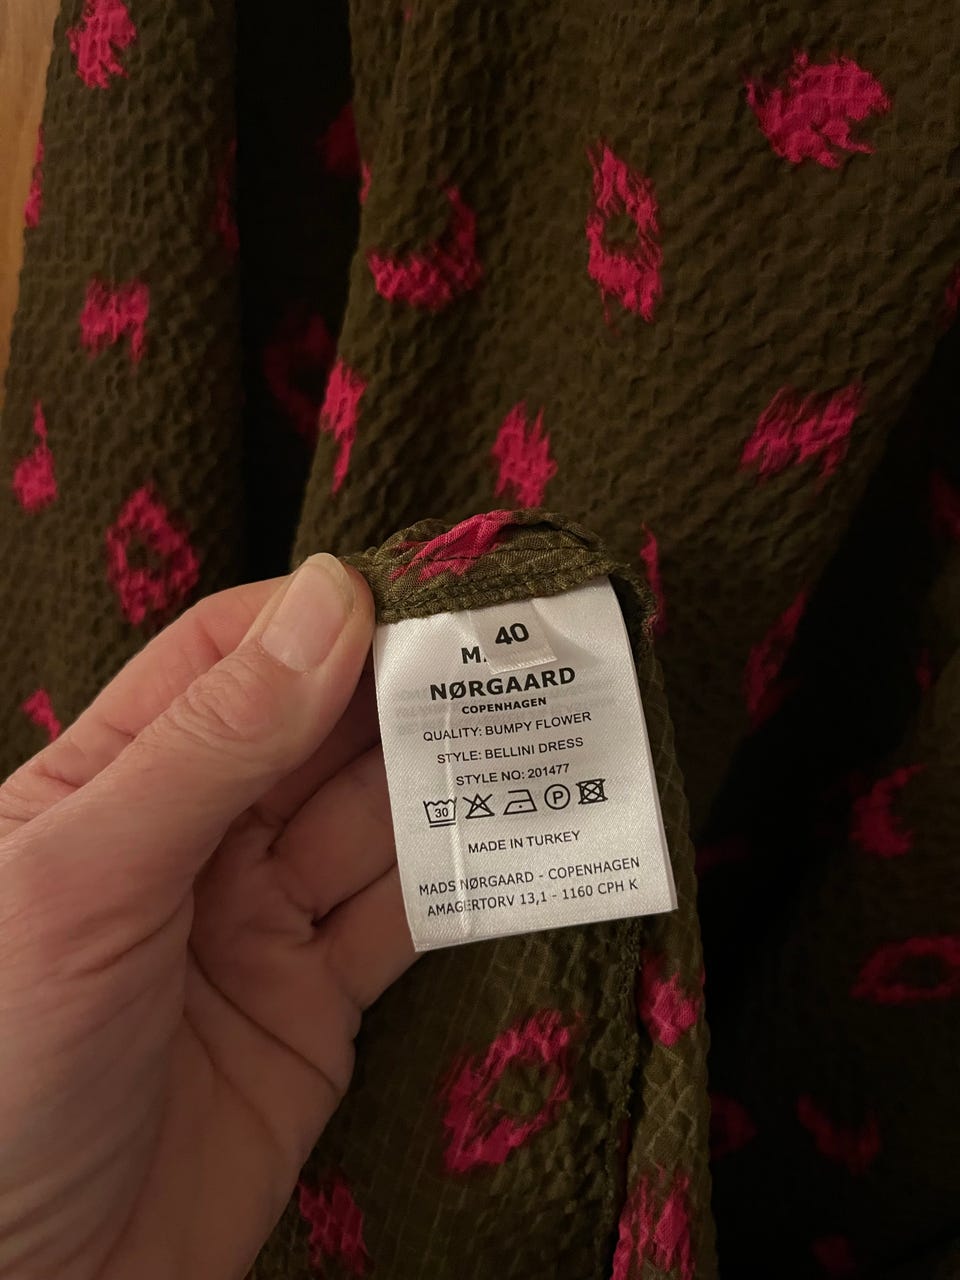 40
M
NØRGAARD
COPENHAGEN
QUALITY: BUMPY FLOWER
STYLE: BELLINI DRESS
STYLE NO: 201477
30 P
MADE IN TURKEY
MADS NØRGAARD - COPENHAGEN
AMAGERTORV 13,1 - 1160 CPH K